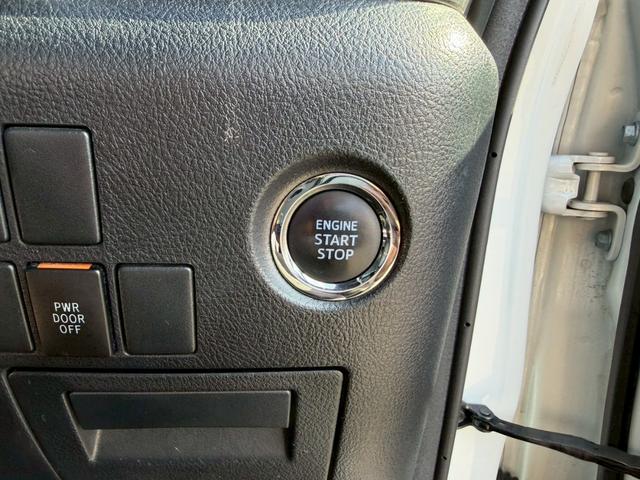 ENGINE
START
STOP
PWR
DOOR
OFF